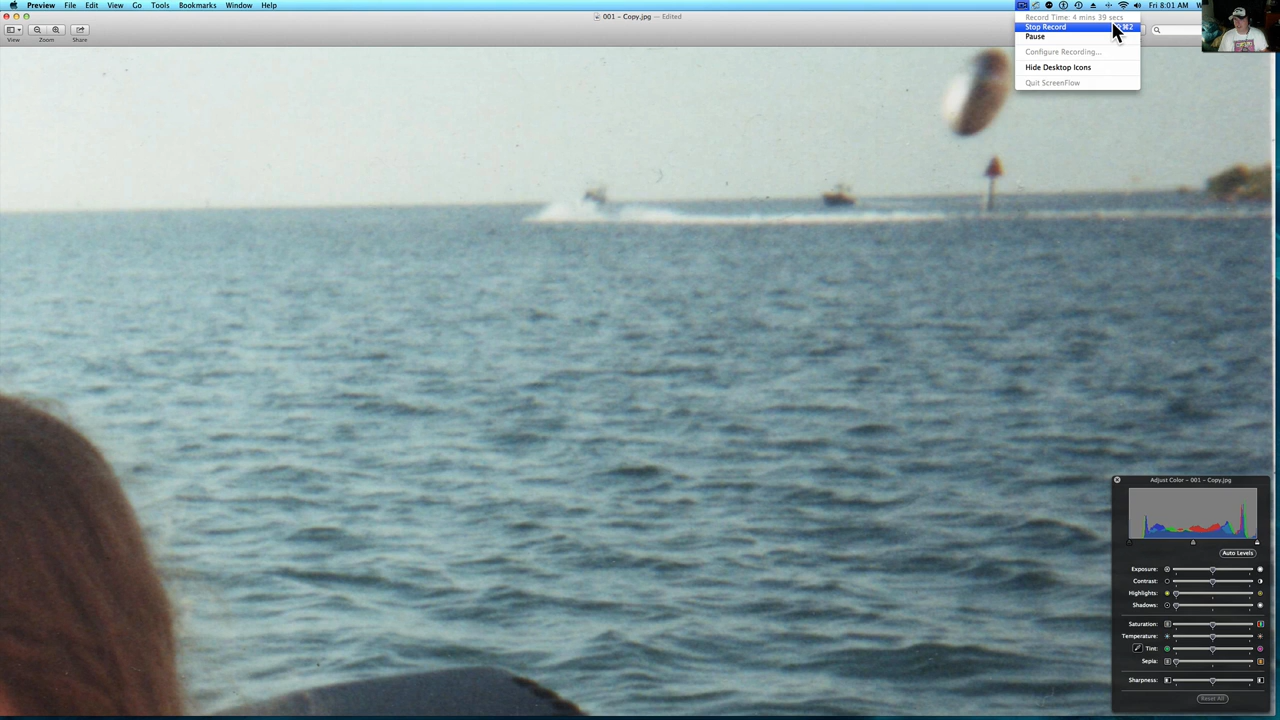 Preview File Edit View Go Tools Bookmarks Window Help
Fri 8:01 AM
001 - Copy.jpg — Edited
Zoom
Share
Record Time: 4 mins 39 secs
Stop Record ⌘2
Pause
Configure Recording...
Hide Desktop Icons
Quit ScreenFlow
Adjust Color - 001 - Copy.jpg
Auto Levels
Exposure:
Contrast:
Highlights:
Shadows:
Saturation:
Temperature:
Tint:
Sepia:
Sharpness:
Reset All